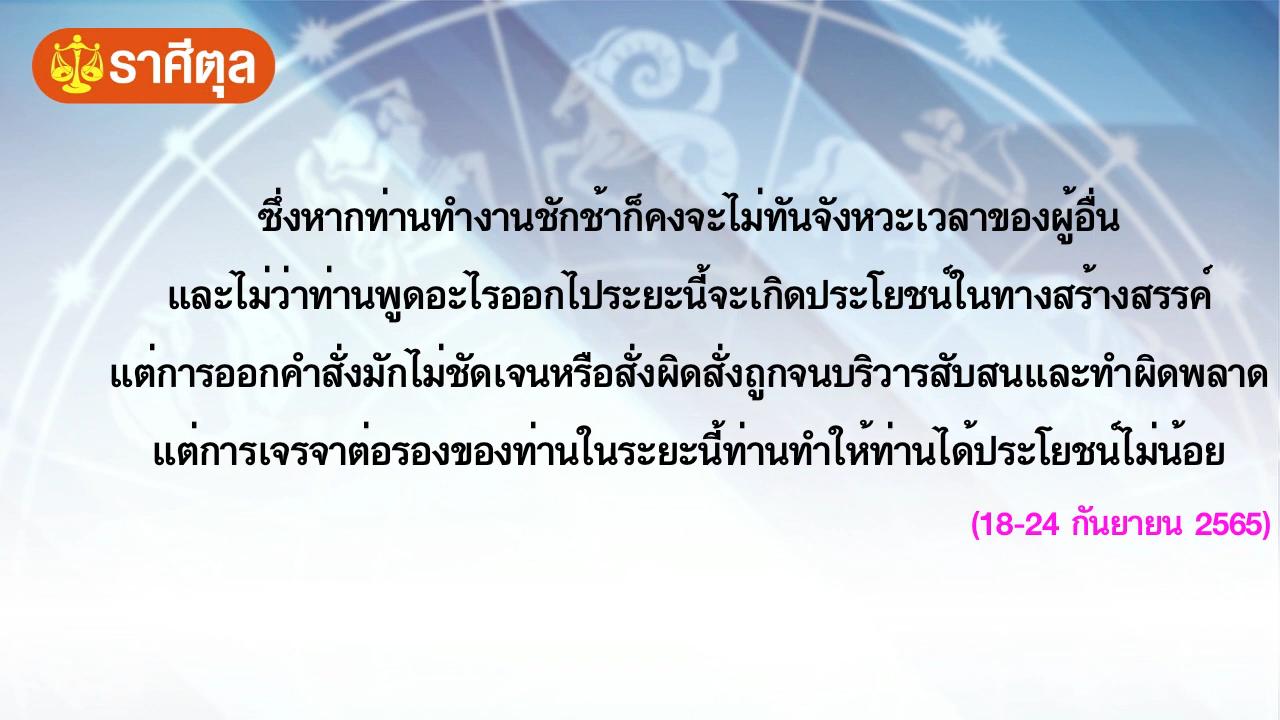 ราศีตุล
ซึ่งหากท่านทำงานชักช้าก็คงจะไม่ทันจังหวะเวลาของผู้อื่น
และไม่ว่าท่านพูดอะไรออกไประยะนี้จะเกิดประโยชน์ในทางสร้างสรรค์
แต่การออกคำสั่งมักไม่ชัดเจนหรือสั่งผิดสั่งถูกจนบริวารสับสนและทำผิดพลาด
แต่การเจรจาต่อรองของท่านในระยะนี้ท่านทำให้ท่านได้ประโยชน์ไม่น้อย
(18-24 กันยายน 2565)